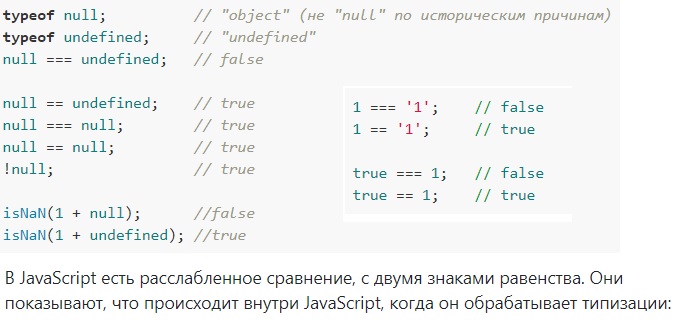 typeof null;           // "object" (не "null" по историческим причинам)
typeof undefined;      // "undefined"
null === undefined;    // false
null == undefined;     // true
null === null;         // true
null == null;          // true
!null;                 // true
isNaN(1 + null);       //false
isNaN(1 + undefined);  //true
1 === '1';    // false
1 == '1';     // true
true === 1;   // false
true == 1;    // true
В JavaScript есть расслабленное сравнение, с двумя знаками равенства. Они
показывают, что происходит внутри JavaScript, когда он обрабатывает типизации: